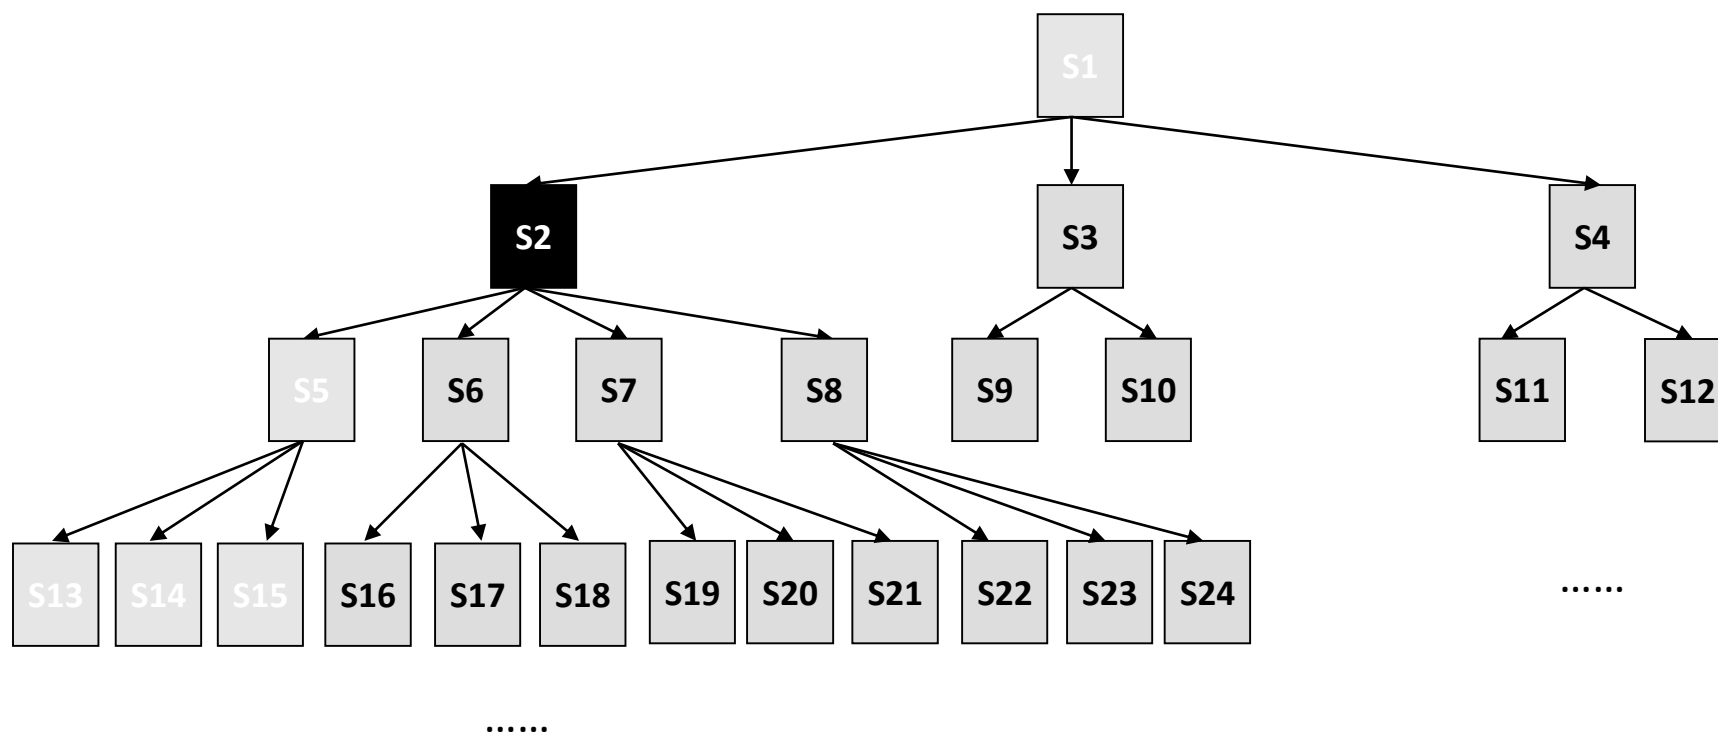 S1
S2
S3
S4
S5
S6
S7
S8
S9
S10
S11
S12
S13
S14
S15
S16
S17
S18
S19
S20
S21
S22
S23
S24
......
......